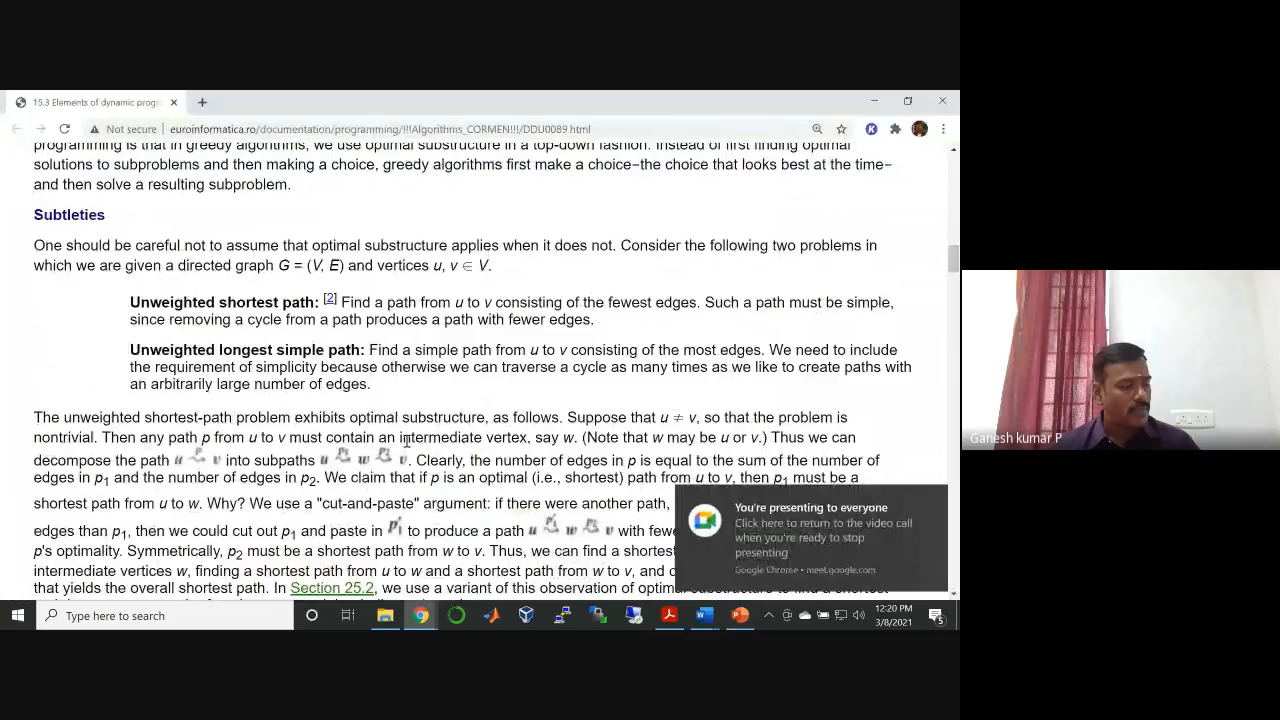 15.3 Elements of dynamic progr
Not secure | euroinformatica.ro/documentation/programming/!!!Algorithms_CORMEN!!!/DDU0089.html
programming is that in greedy algorithms, we use optimal substructure in a top-down fashion. Instead of first finding optimal
solutions to subproblems and then making a choice, greedy algorithms first make a choice-the choice that looks best at the time-
and then solve a resulting subproblem.
Subtleties
One should be careful not to assume that optimal substructure applies when it does not. Consider the following two problems in
which we are given a directed graph G = (V, E) and vertices u, v ∈ V.
Unweighted shortest path: [2] Find a path from u to v consisting of the fewest edges. Such a path must be simple,
since removing a cycle from a path produces a path with fewer edges.
Unweighted longest simple path: Find a simple path from u to v consisting of the most edges. We need to include
the requirement of simplicity because otherwise we can traverse a cycle as many times as we like to create paths with
an arbitrarily large number of edges.
The unweighted shortest-path problem exhibits optimal substructure, as follows. Suppose that u ≠ v, so that the problem is
nontrivial. Then any path p from u to v must contain an intermediate vertex, say w. (Note that w may be u or v.) Thus we can
decompose the path u v into subpaths u w v. Clearly, the number of edges in p is equal to the sum of the number of
edges in p1 and the number of edges in p2. We claim that if p is an optimal (i.e., shortest) path from u to v, then p1 must be a
shortest path from u to w. Why? We use a "cut-and-paste" argument: if there were another path,
edges than p1, then we could cut out p1 and paste in p'1 to produce a path u w v with fewe
p's optimality. Symmetrically, p2 must be a shortest path from w to v. Thus, we can find a shortest
intermediate vertices w, finding a shortest path from u to w and a shortest path from w to v, and c
that yields the overall shortest path. In Section 25.2, we use a variant of this observation of optimal substructure to find a shortest
You're presenting to everyone
Click here to return to the video call
when you're ready to stop
presenting
Google Chrome • meet.google.com
Ganesh kumar P
Type here to search
12:20 PM
3/8/2021
5